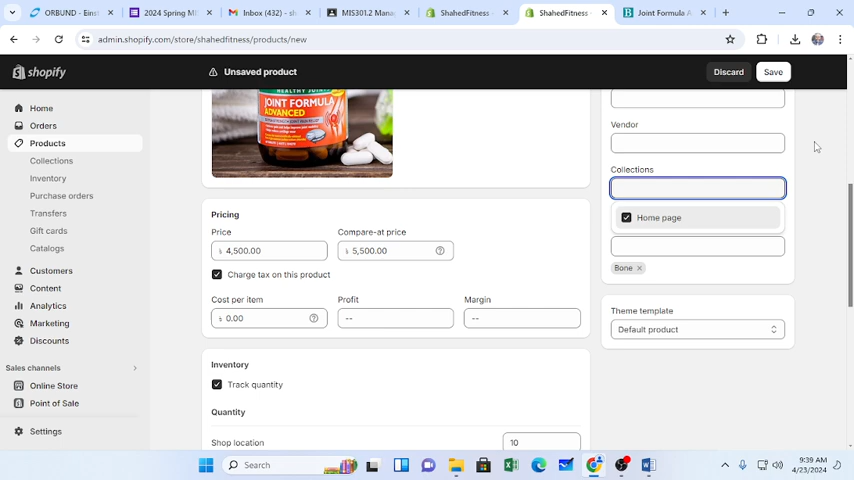 ORBUND - Einst
2024 Spring MI
Inbox (432) - sh
MIS301.2 Mana
ShahedFitness -
ShahedFitness -
Joint Formula A
admin.shopify.com/store/shahedfitness/products/new
shopify
Unsaved product
Discard
Save
Home
Orders
Products
Collections
Inventory
Purchase orders
Transfers
Gift cards
Catalogs
Customers
Content
Analytics
Marketing
Discounts
Sales channels
Online Store
Point of Sale
Settings
HEALTHY JOINTS
JOINT FORMULA
ADVANCED
Pricing
Price
Compare-at price
৳ 4,500.00
৳ 5,500.00
Charge tax on this product
Cost per item
Profit
Margin
৳ 0.00
--
--
Inventory
Track quantity
Quantity
Shop location
10
Vendor
Collections
Home page
Bone
Theme template
Default product
Search
9:39 AM
4/23/2024